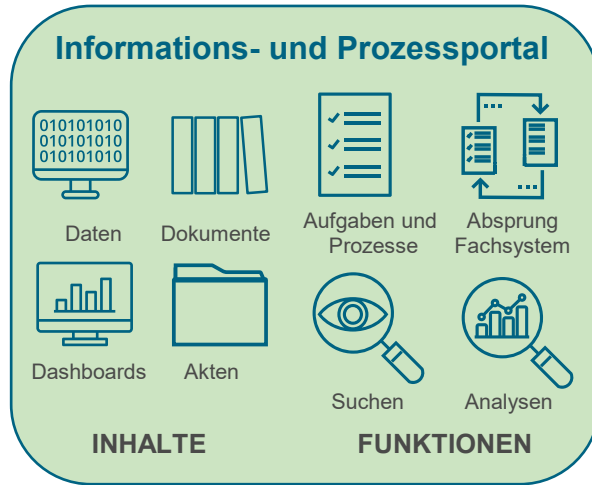 Informations- und Prozessportal
010101010
010101010
010101010
Daten
Dokumente
Aufgaben und
Prozesse
Absprung
Fachsystem
Dashboards
Akten
Suchen
Analysen
INHALTE
FUNKTIONEN